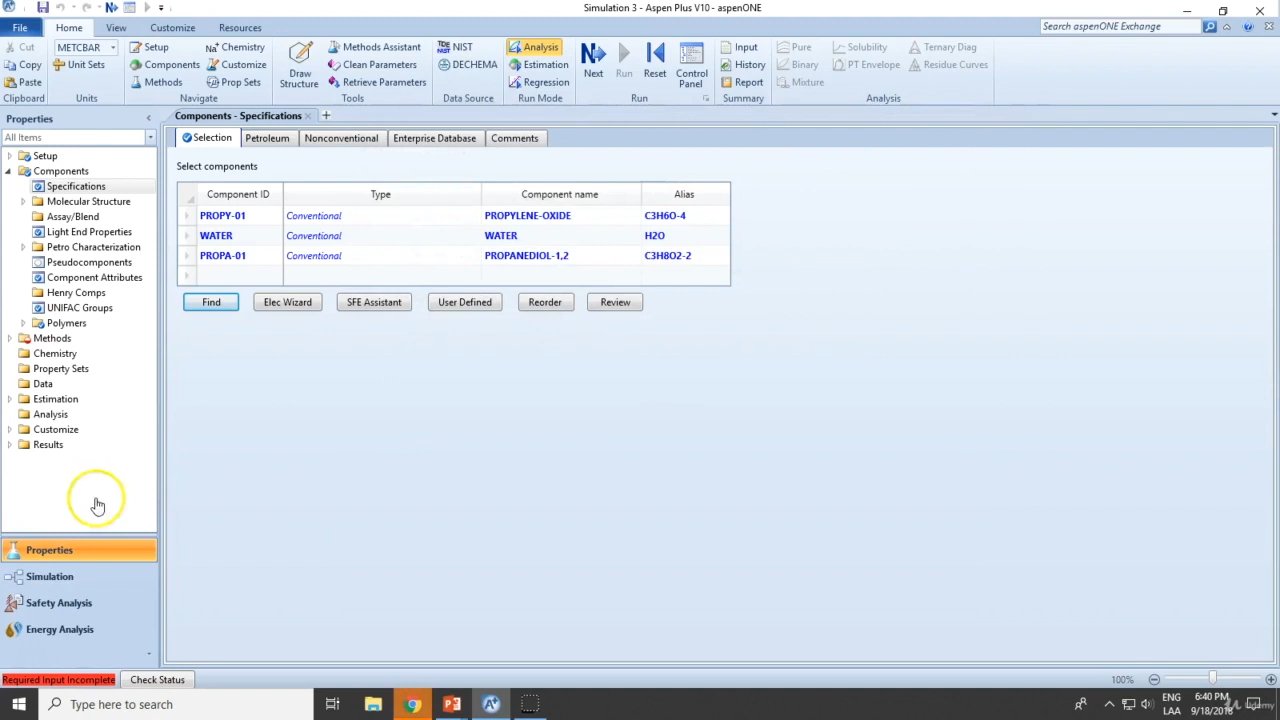 Simulation 3 - Aspen Plus V10 - aspenONE
File Home View Customize Resources
Search aspenONE Exchange
Cut METCBAR Setup Chemistry Methods Assistant NIST Analysis Input Pure Solubility Ternary Diag
Copy Unit Sets Components Customize Clean Parameters DECHEMA Estimation History Binary PT Envelope Residue Curves
Paste Methods Prop Sets Draw Structure Retrieve Parameters Regression Next Run Reset Control Panel Report Mixture
Clipboard Units Navigate Tools Data Source Run Mode Run Summary Analysis
Properties
All Items
Setup
Components
Specifications
Molecular Structure
Assay/Blend
Light End Properties
Petro Characterization
Pseudocomponents
Component Attributes
Henry Comps
UNIFAC Groups
Polymers
Methods
Chemistry
Property Sets
Data
Estimation
Analysis
Customize
Results
Properties
Simulation
Safety Analysis
Energy Analysis
Components - Specifications
Selection Petroleum Nonconventional Enterprise Database Comments
Select components
Component ID Type Component name Alias
PROPY-01 Conventional PROPYLENE-OXIDE C3H6O-4
WATER Conventional WATER H2O
PROPA-01 Conventional PROPANEDIOL-1,2 C3H8O2-2
Find Elec Wizard SFE Assistant User Defined Reorder Review
Required Input Incomplete Check Status 100%
Type here to search
ENG 6:40 PM
LAA 9/18/2018
Udemy